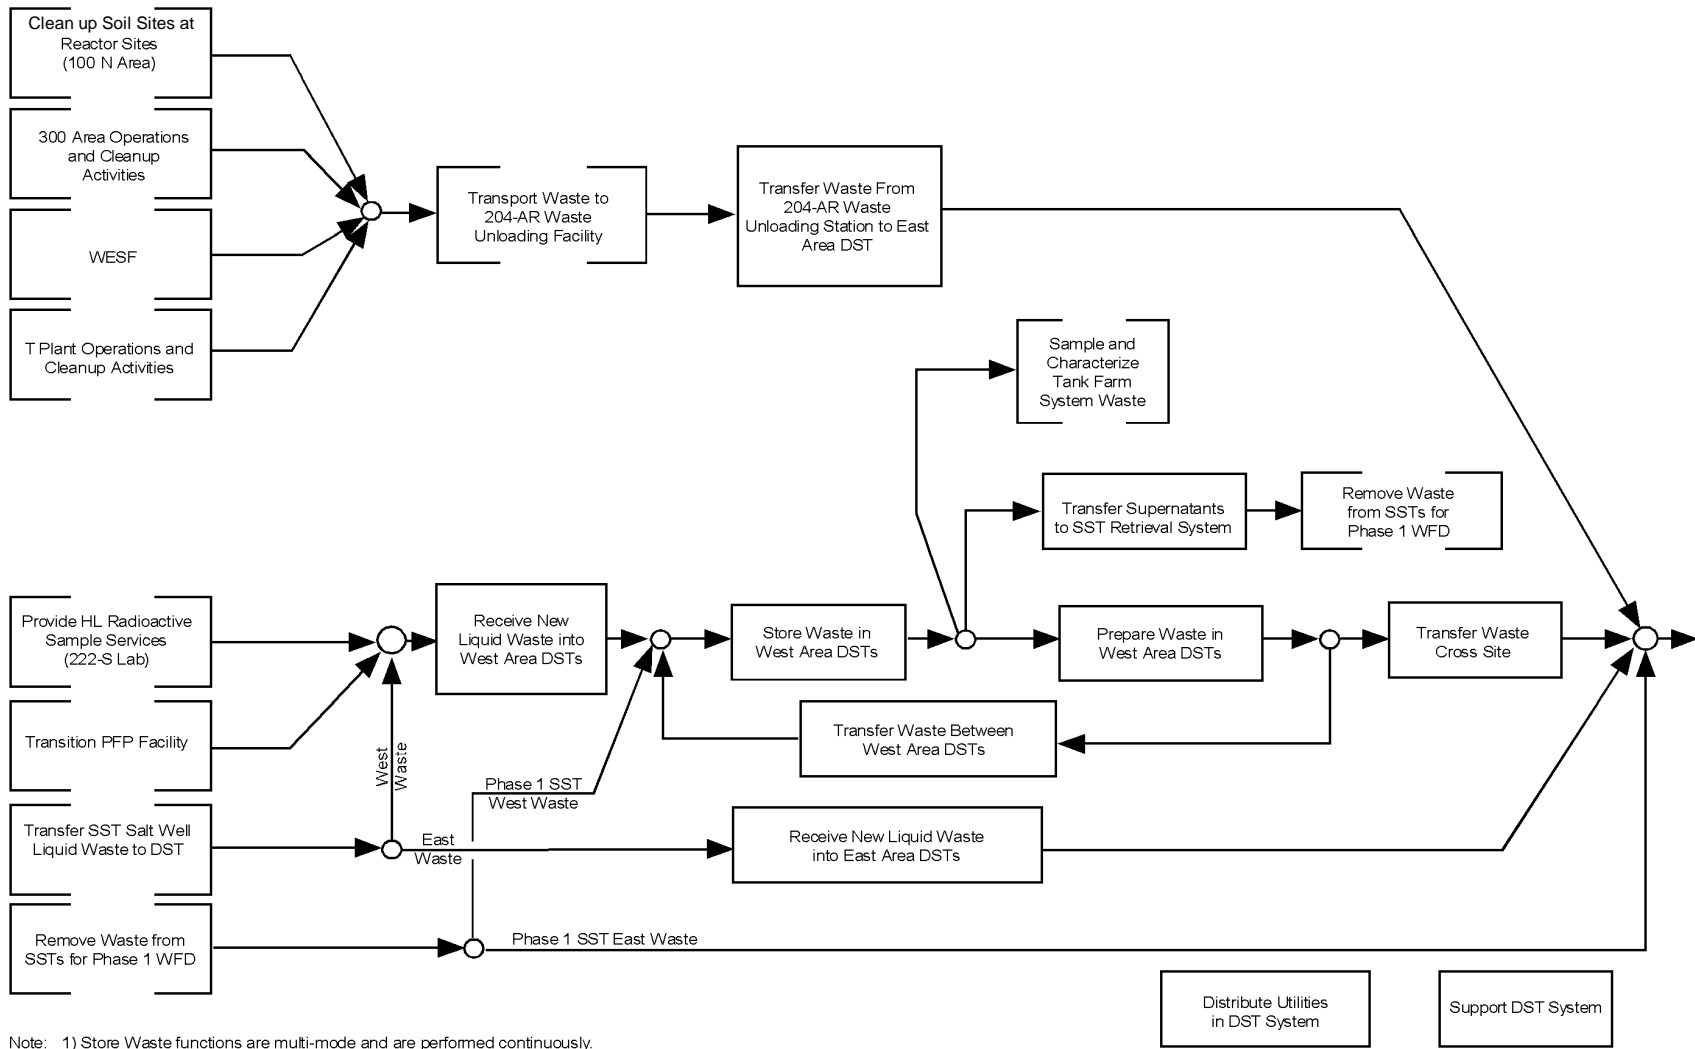 Clean up Soil Sites at
Reactor Sites
(100 N Area)
300 Area Operations
and Cleanup
Activities
WESF
T Plant Operations and
Cleanup Activities
Transport Waste to
204-AR Waste
Unloading Facility
Transfer Waste From
204-AR Waste
Unloading Station to East
Area DST
Sample and
Characterize
Tank Farm
System Waste
Transfer Supernatants
to SST Retrieval System
Remove Waste
from SSTs for
Phase 1 WFD
Provide HL Radioactive
Sample Services
(222-S Lab)
Receive New
Liquid Waste into
West Area DSTs
Store Waste in
West Area DSTs
Prepare Waste in
West Area DSTs
Transfer Waste
Cross Site
Transition PFP Facility
West
Waste
Transfer Waste Between
West Area DSTs
Phase 1 SST
West Waste
Transfer SST Salt Well
Liquid Waste to DST
East
Waste
Receive New Liquid Waste
into East Area DSTs
Remove Waste from
SSTs for Phase 1 WFD
Phase 1 SST East Waste
Distribute Utilities
in DST System
Support DST System
Note: 1) Store Waste functions are multi-mode and are performed continuously.